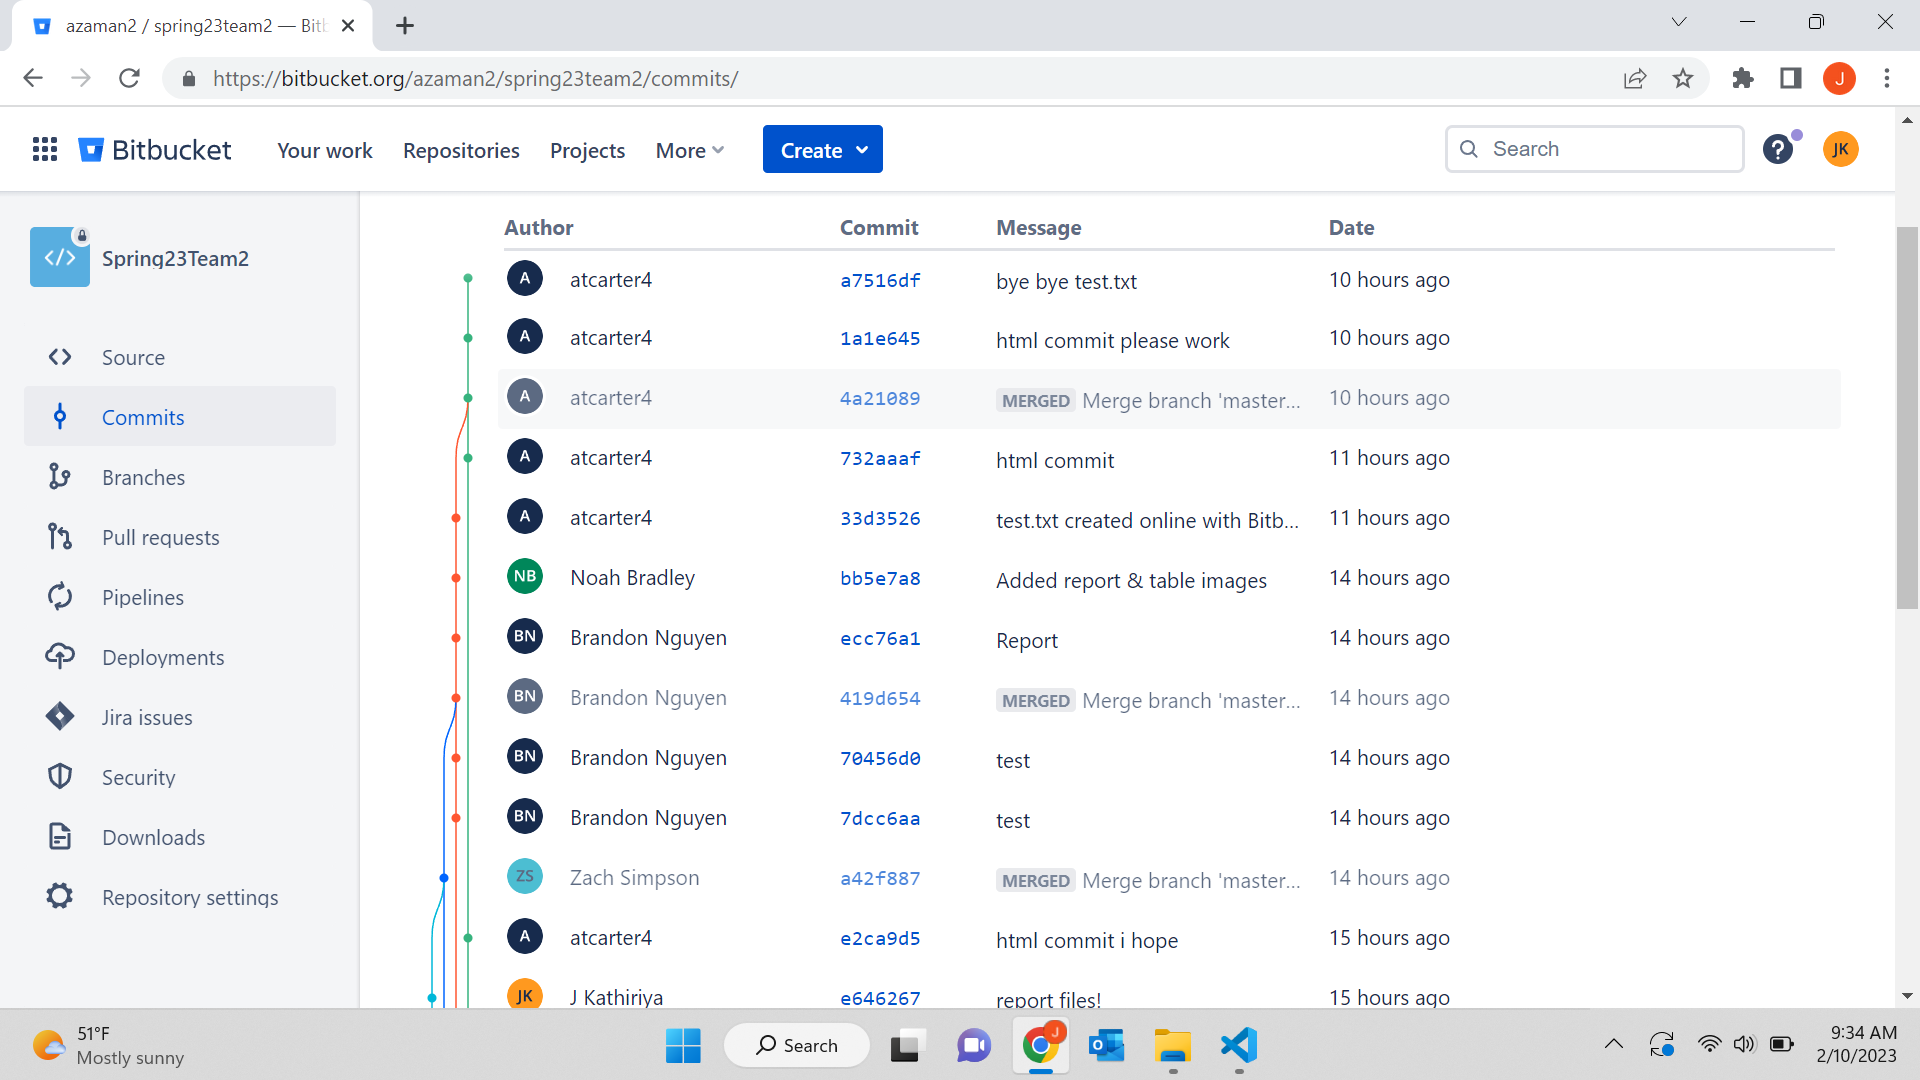 azaman2 / spring23team2 — Bitb
https://bitbucket.org/azaman2/spring23team2/commits/
J
Bitbucket
Your work
Repositories
Projects
More
Create
Search
?
JK
Spring23Team2
Source
Commits
Branches
Pull requests
Pipelines
Deployments
Jira issues
Security
Downloads
Repository settings
Author Commit Message Date
A atcarter4 a7516df bye bye test.txt 10 hours ago
A atcarter4 1a1e645 html commit please work 10 hours ago
A atcarter4 4a21089 MERGED Merge branch 'master... 10 hours ago
A atcarter4 732aaaf html commit 11 hours ago
A atcarter4 33d3526 test.txt created online with Bitb... 11 hours ago
NB Noah Bradley bb5e7a8 Added report & table images 14 hours ago
BN Brandon Nguyen ecc76a1 Report 14 hours ago
BN Brandon Nguyen 419d654 MERGED Merge branch 'master... 14 hours ago
BN Brandon Nguyen 70456d0 test 14 hours ago
BN Brandon Nguyen 7dcc6aa test 14 hours ago
ZS Zach Simpson a42f887 MERGED Merge branch 'master... 14 hours ago
A atcarter4 e2ca9d5 html commit i hope 15 hours ago
JK J Kathiriya e646267 report files! 15 hours ago
51°F
Mostly sunny
Search
J
9:34 AM
2/10/2023